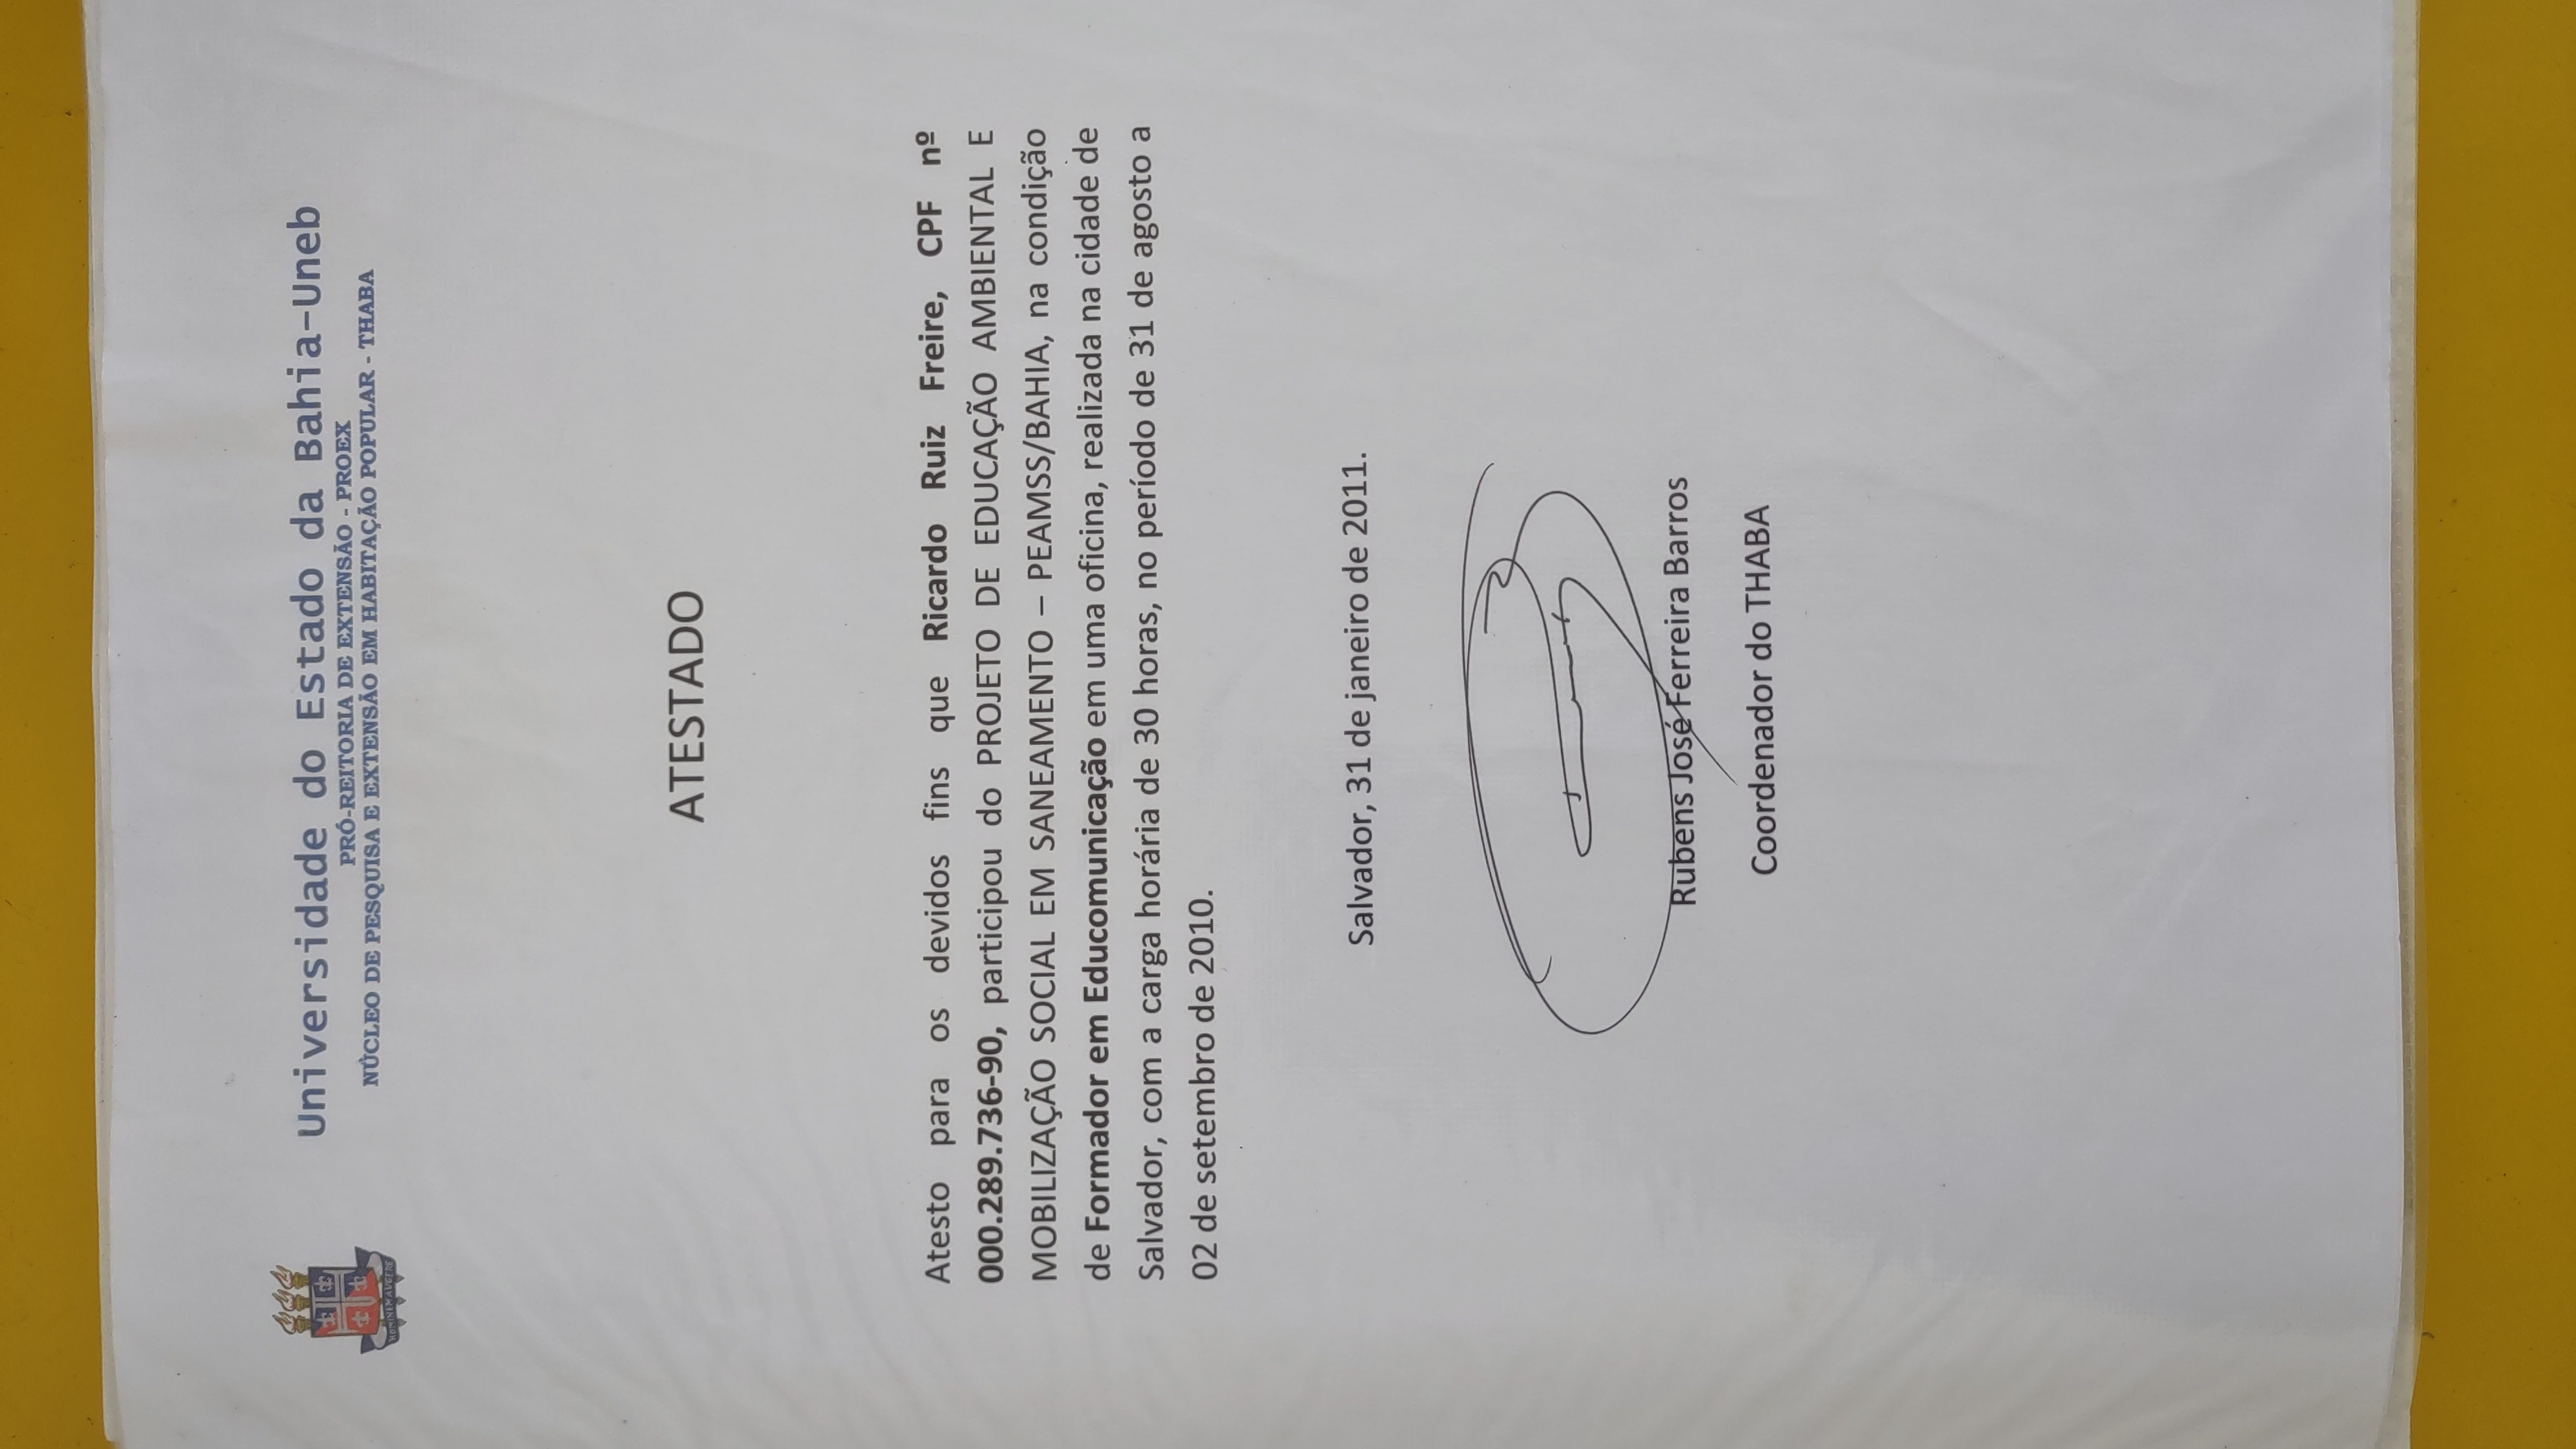 Universidade do Estado da Bahia-Uneb
PRÓ-REITORIA DE EXTENSÃO - PROEX
NÚCLEO DE PESQUISA E EXTENSÃO EM HABITAÇÃO POPULAR - THABA
ATESTADO
Atesto para os devidos fins que Ricardo Ruiz Freire, CPF nº
000.289.736-90, participou do PROJETO DE EDUCAÇÃO AMBIENTAL E
MOBILIZAÇÃO SOCIAL EM SANEAMENTO – PEAMSS/BAHIA, na condição
de Formador em Educomunicação em uma oficina, realizada na cidade de
Salvador, com a carga horária de 30 horas, no período de 31 de agosto a
02 de setembro de 2010.
Salvador, 31 de janeiro de 2011.
Rubens José Ferreira Barros
Coordenador do THABA